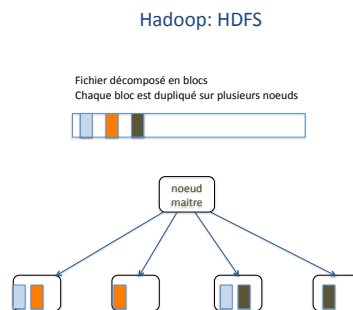 Hadoop: HDFS
Fichier décomposé en blocs
Chaque bloc est dupliqué sur plusieurs noeuds
noeud
maitre